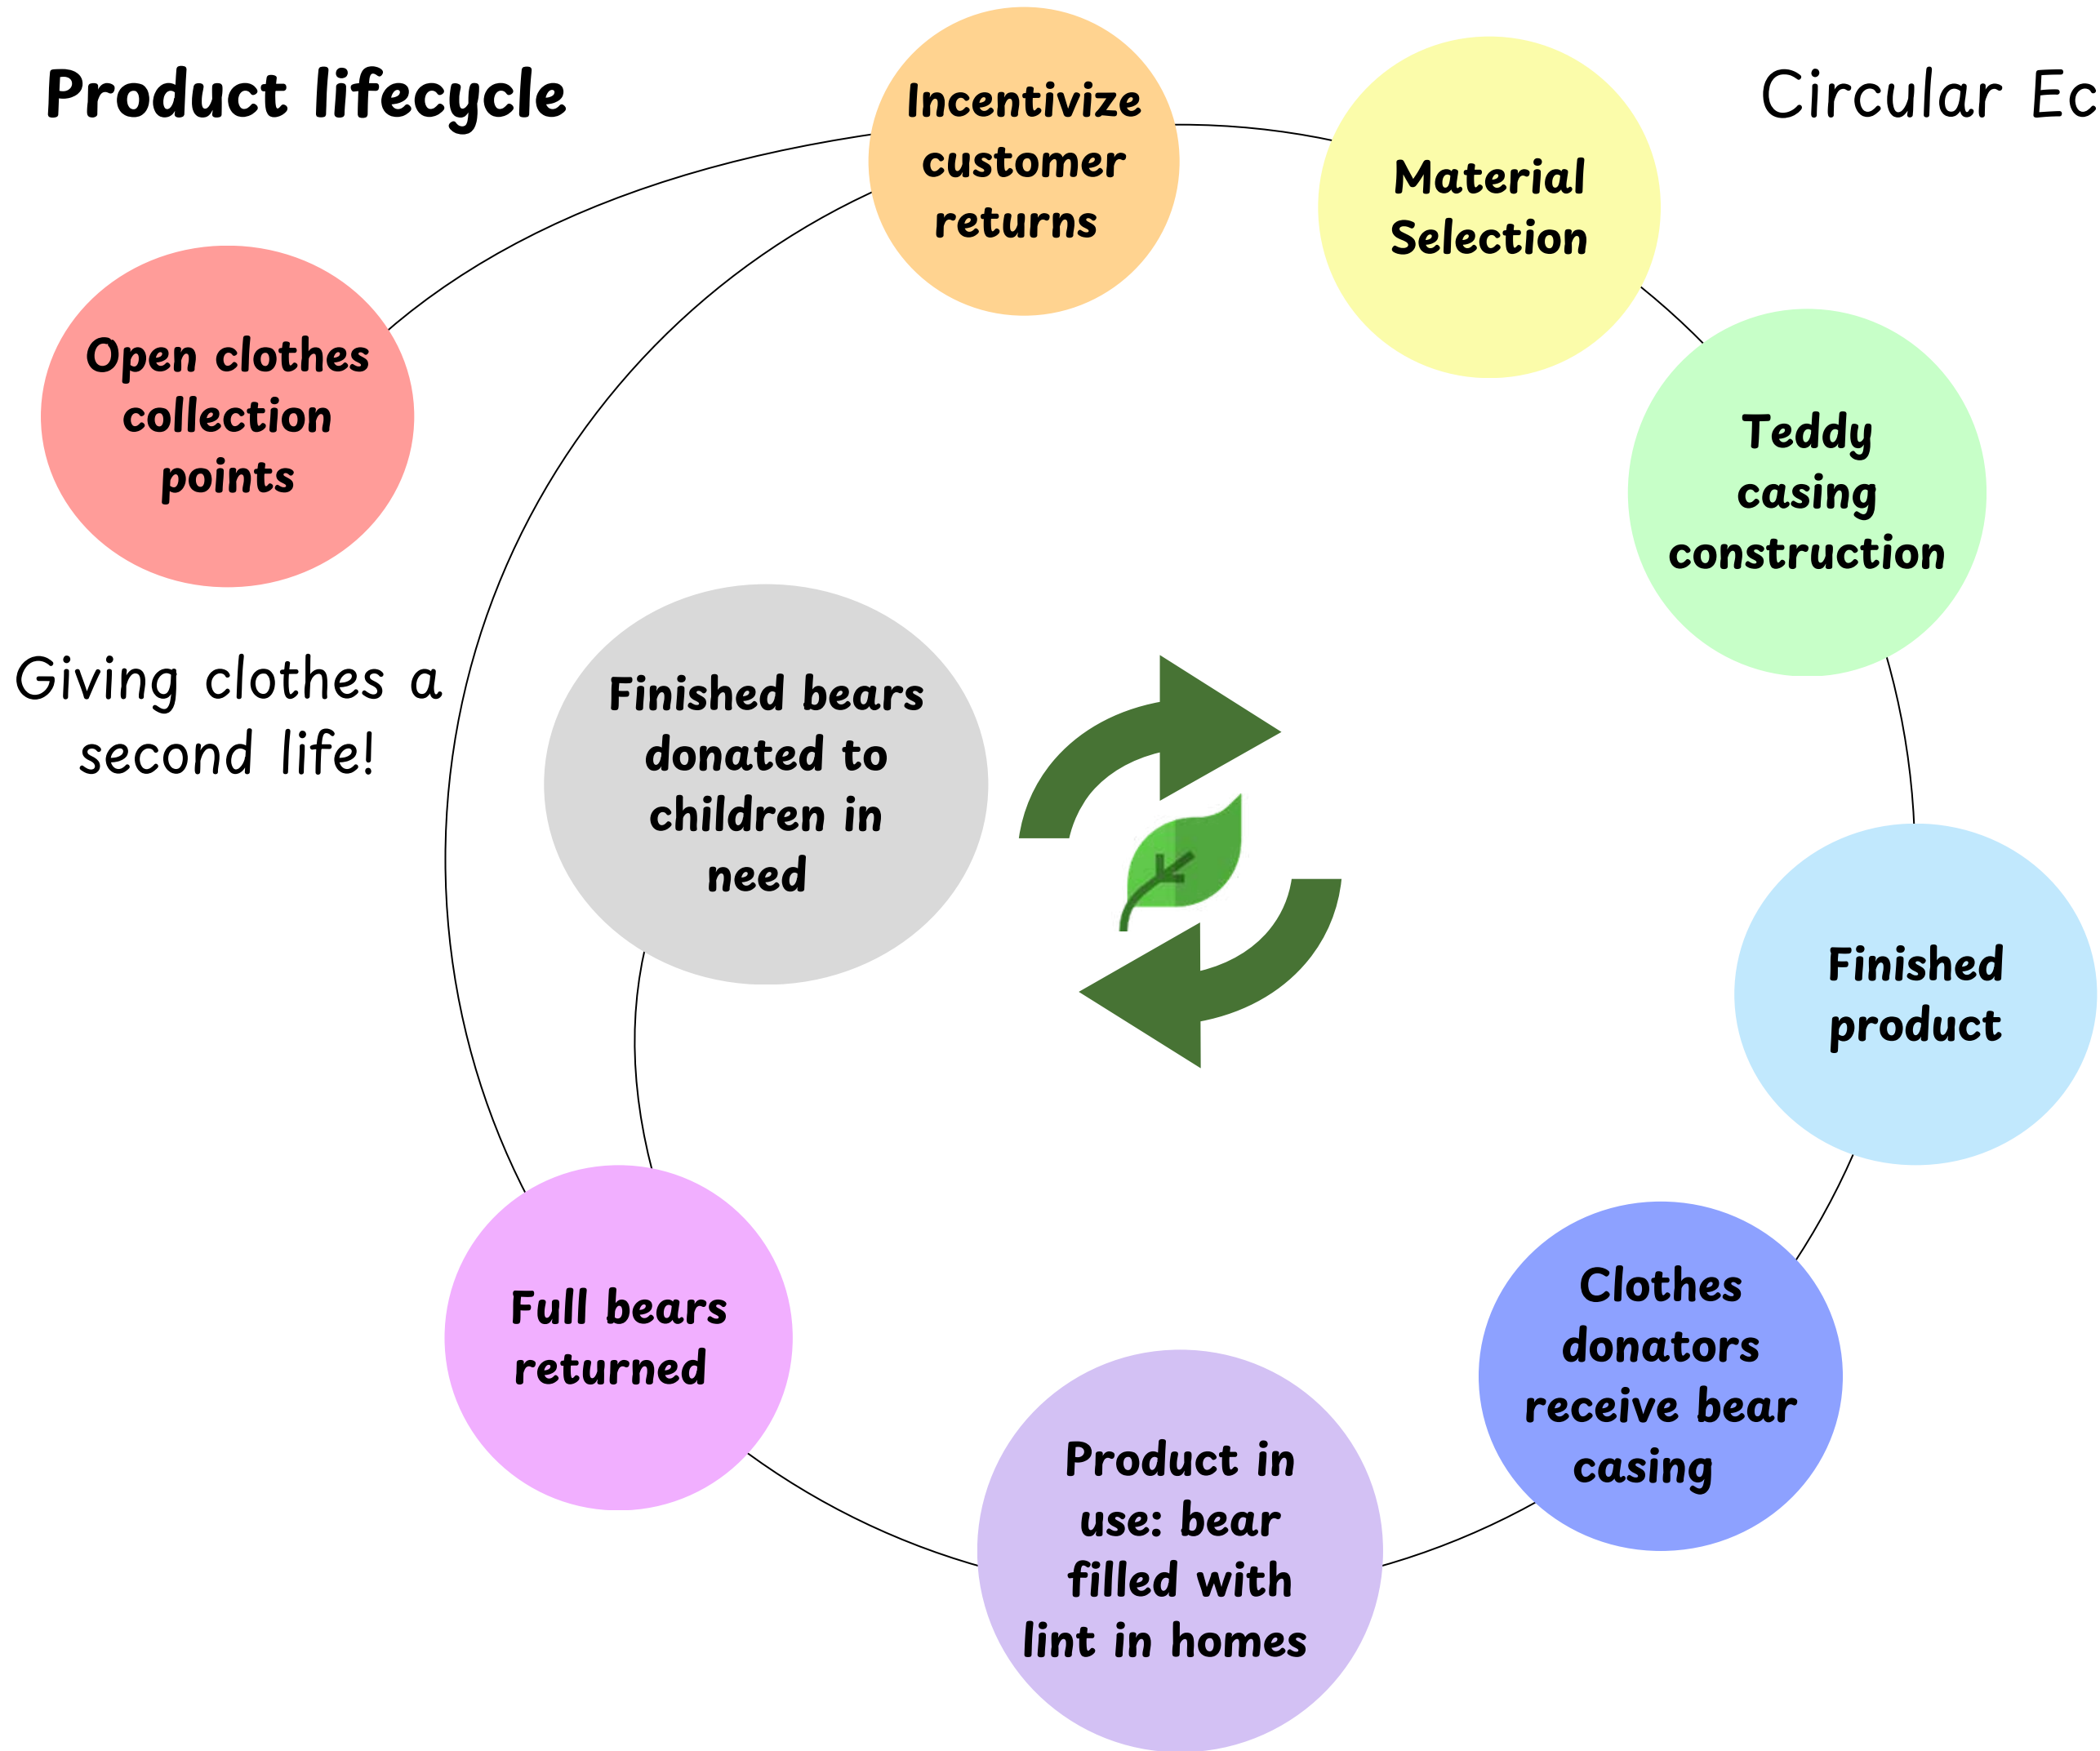 Product lifecycle
Circular Ec
Incentivize
customer
returns
Material
Selection
Open clothes
collection
points
Teddy
casing
construction
Giving clothes a
second life!
Finished bears
donated to
children in
need
Finished
product
Clothes
donators
receive bear
casing
Full bears
returned
Product in
use: bear
filled with
lint in homes